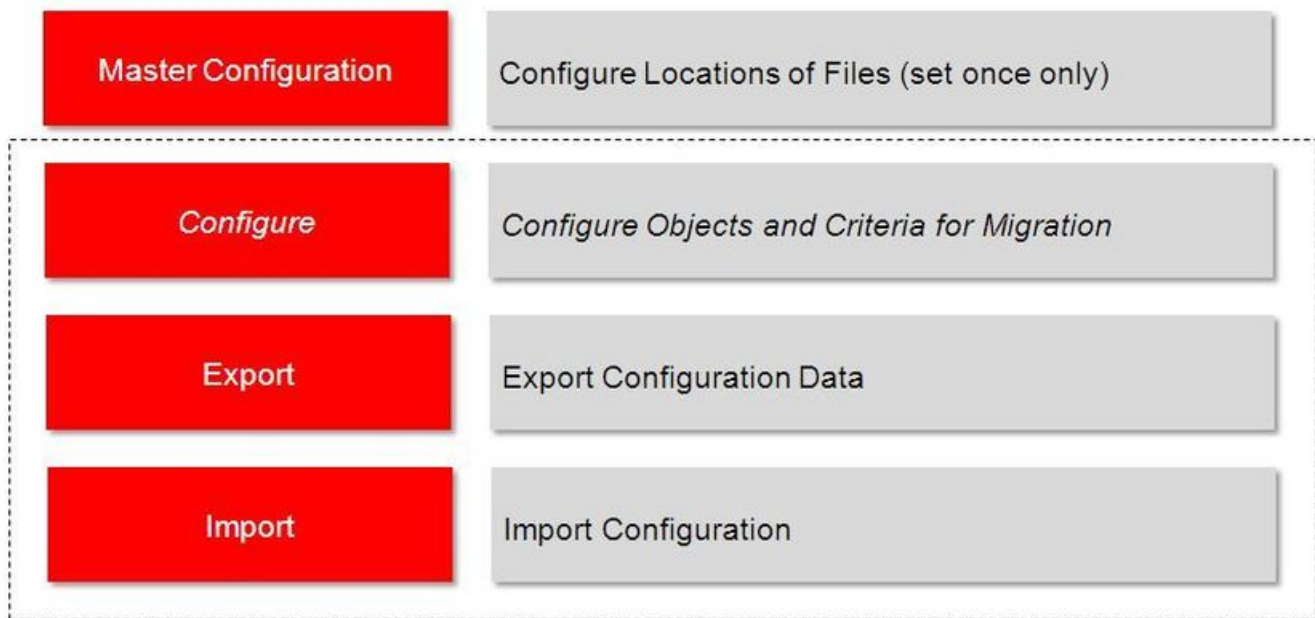 Master Configuration
Configure Locations of Files (set once only)
Configure
Configure Objects and Criteria for Migration
Export
Export Configuration Data
Import
Import Configuration